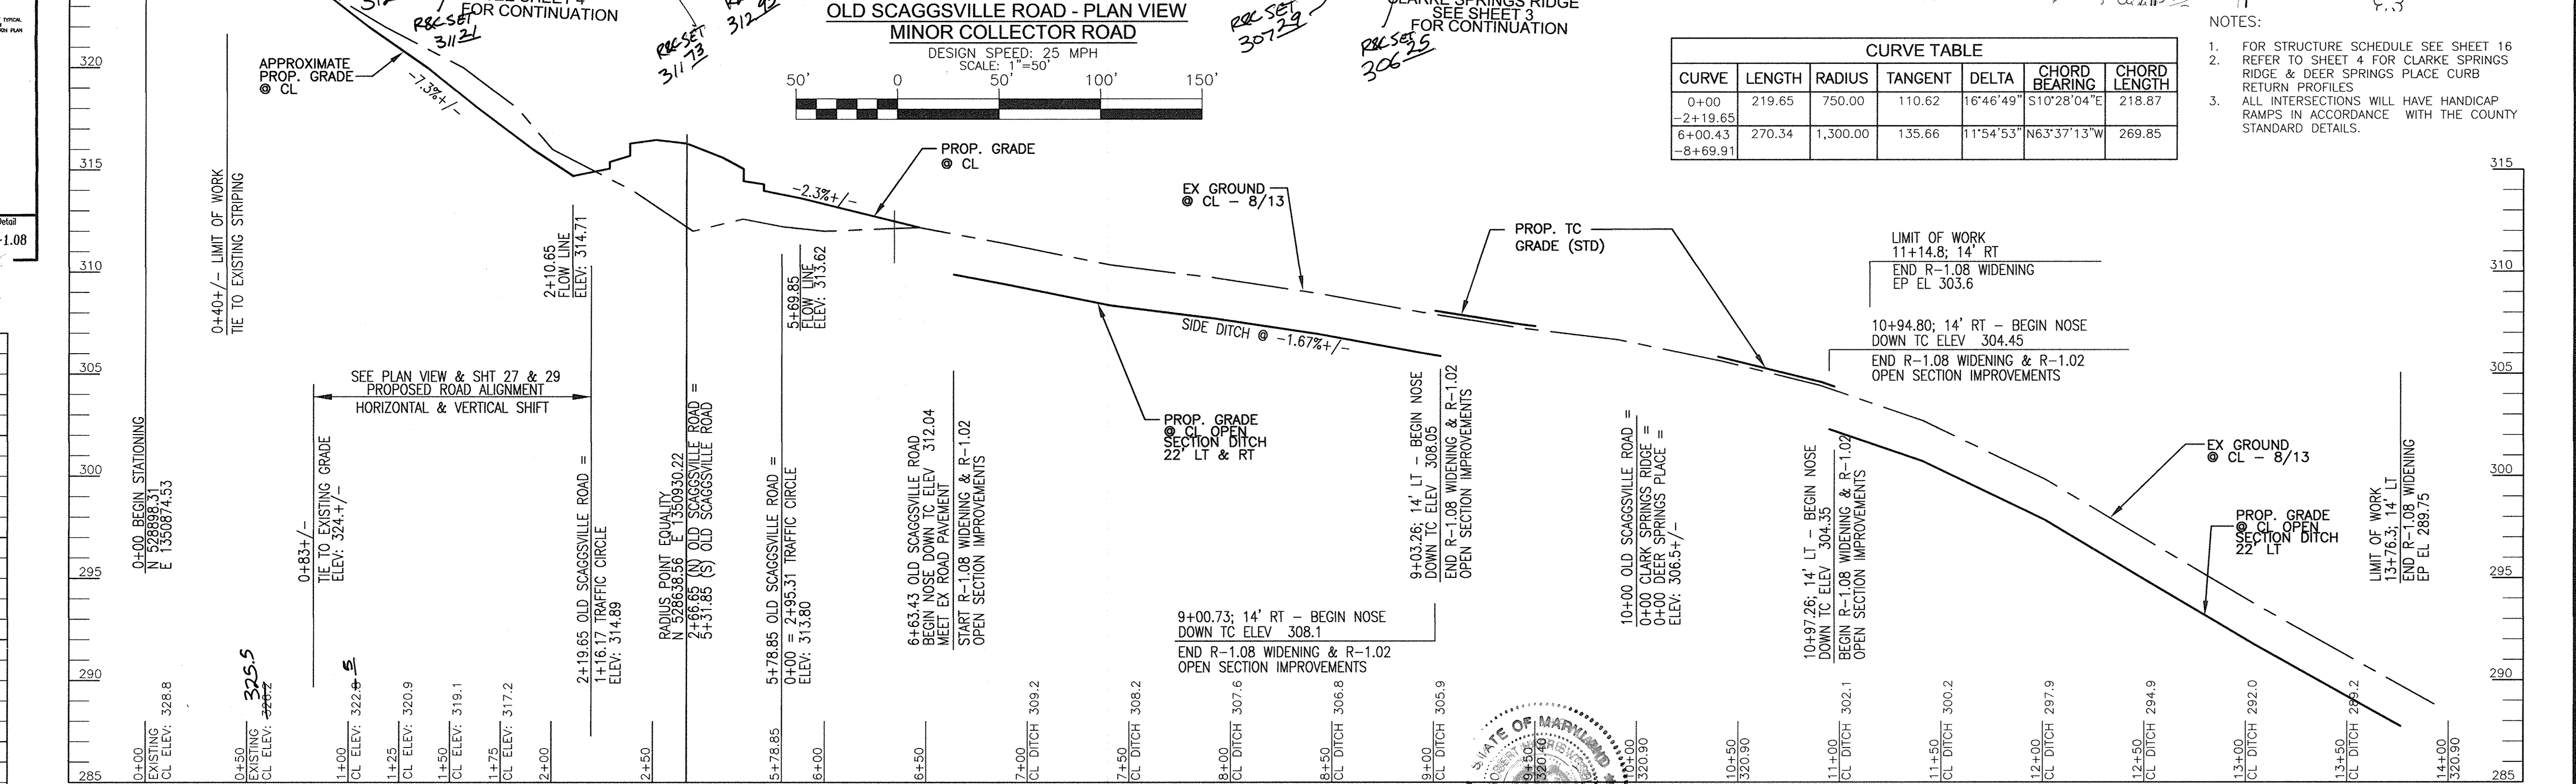 OLD SCAGGSVILLE ROAD - PLAN VIEW
MINOR COLLECTOR ROAD
DESIGN SPEED: 25 MPH
SCALE: 1"=50'
50'
0
50'
100'
150'
FOR CONTINUATION
R&C SET
3121
R&C SET
31173
R&C SET
30729
R&C SET
30625
CLARKE SPRINGS RIDGE
SEE SHEET 3
FOR CONTINUATION
CURVE TABLE
CURVE LENGTH RADIUS TANGENT DELTA CHORD BEARING CHORD LENGTH
0+00 -2+19.65 219.65 750.00 110.62 16°46'49" S10°28'04"E 218.87
6+00.43 -8+69.91 270.34 1,300.00 135.66 11°54'53" N63°37'13"W 269.85
NOTES:
1. FOR STRUCTURE SCHEDULE SEE SHEET 16
2. REFER TO SHEET 4 FOR CLARKE SPRINGS
RIDGE & DEER SPRINGS PLACE CURB
RETURN PROFILES
3. ALL INTERSECTIONS WILL HAVE HANDICAP
RAMPS IN ACCORDANCE WITH THE COUNTY
STANDARD DETAILS.
Detail
-1.08
320
315
310
305
300
295
290
285
APPROXIMATE
PROP. GRADE
@ CL
-7.3%+/-
PROP. GRADE
@ CL
-2.3%+/-
EX GROUND
@ CL - 8/13
PROP. TC
GRADE (STD)
LIMIT OF WORK
11+14.8; 14' RT
END R-1.08 WIDENING
EP EL 303.6
10+94.80; 14' RT - BEGIN NOSE
DOWN TC ELEV 304.45
END R-1.08 WIDENING & R-1.02
OPEN SECTION IMPROVEMENTS
SIDE DITCH @ -1.67%+/-
PROP. GRADE
@ CL OPEN
SECTION DITCH
22' LT & RT
EX GROUND
@ CL - 8/13
PROP. GRADE
@ CL OPEN
SECTION DITCH
22' LT
SEE PLAN VIEW & SHT 27 & 29
PROPOSED ROAD ALIGNMENT
HORIZONTAL & VERTICAL SHIFT
0+00 BEGIN STATIONING
N 528898.31
E 1350874.53
0+40+/- LIMIT OF WORK
TIE TO EXISTING STRIPING
0+83+/-
TIE TO EXISTING GRADE
ELEV: 324.+/-
2+10.65
FLOW LINE
ELEV: 314.71
2+19.65 OLD SCAGGSVILLE ROAD =
1+16.17 TRAFFIC CIRCLE
ELEV: 314.89
RADIUS POINT EQUALITY
N 528638.56 E 1350930.22
2+66.65 (N) OLD SCAGGSVILLE ROAD =
5+31.85 (S) OLD SCAGGSVILLE ROAD
5+69.85
FLOW LINE
ELEV: 313.62
5+78.85 OLD SCAGGSVILLE ROAD =
0+00 = 2+95.31 TRAFFIC CIRCLE
ELEV: 313.80
6+63.43 OLD SCAGGSVILLE ROAD
BEGIN NOSE DOWN TC ELEV 312.04
MEET EX ROAD PAVEMENT
START R-1.08 WIDENING & R-1.02
OPEN SECTION IMPROVEMENTS
9+00.73; 14' RT - BEGIN NOSE
DOWN TC ELEV 308.1
END R-1.08 WIDENING & R-1.02
OPEN SECTION IMPROVEMENTS
9+03.26; 14' LT - BEGIN NOSE
DOWN TC ELEV 308.05
END R-1.08 WIDENING & R-1.02
OPEN SECTION IMPROVEMENTS
10+00 OLD SCAGGSVILLE ROAD =
0+00 CLARK SPRINGS RIDGE =
0+00 DEER SPRINGS PLACE =
ELEV: 306.5+/-
10+97.26; 14' LT - BEGIN NOSE
DOWN TC ELEV 304.35
BEGIN R-1.08 WIDENING & R-1.02
OPEN SECTION IMPROVEMENTS
LIMIT OF WORK
13+76.3; 14' LT
END R-1.08 WIDENING
EP EL 289.75
315
310
305
300
295
290
285
0+00
EXISTING
CL ELEV: 328.8
325.5
0+50
EXISTING
CL ELEV:
1+00
CL ELEV:
5
1+25
CL ELEV: 320.9
1+50
CL ELEV: 319.1
1+75
CL ELEV: 317.2
2+00
2+50
5+78.85
6+00
6+50
7+00
CL DITCH 309.2
7+50
CL DITCH 308.2
8+00
CL DITCH 307.6
8+50
CL DITCH 306.8
9+00
CL DITCH 305.9
STATE OF MARYLAND
9+50
320.40
10+00
320.90
10+50
320.90
11+00
CL DITCH 302.1
11+50
CL DITCH 300.2
12+00
CL DITCH 297.9
12+50
CL DITCH 294.9
13+00
CL DITCH 292.0
13+50
CL DITCH 289.2
14+00
320.90